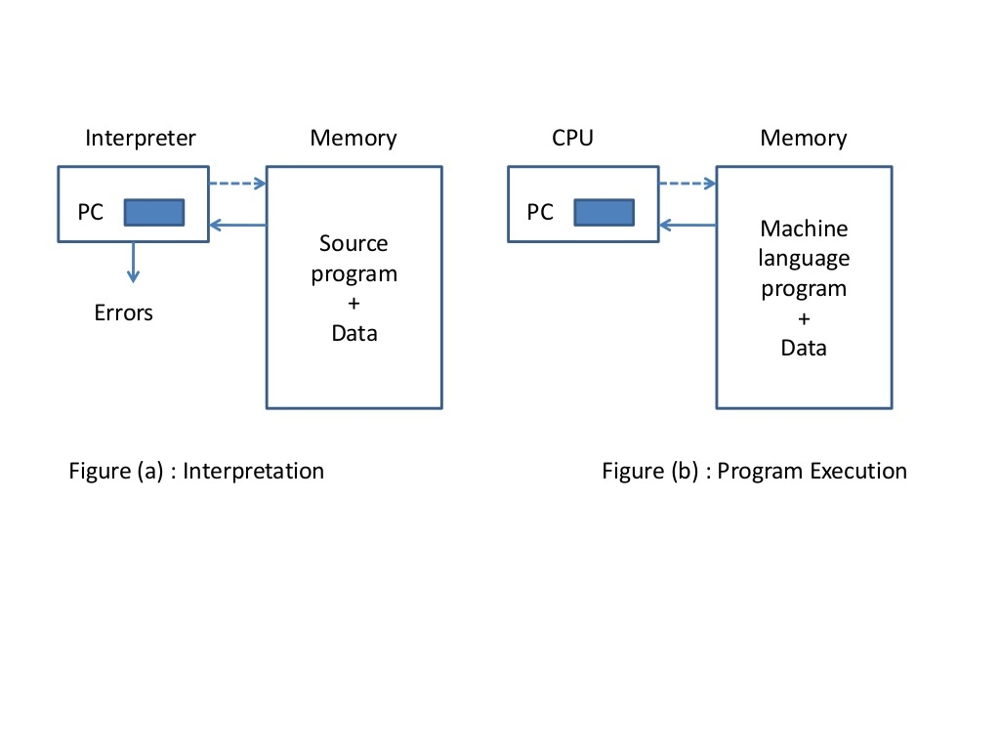 Interpreter
Memory
PC
Source
program
+
Data
Errors
Figure (a) : Interpretation
CPU
Memory
PC
Machine
language
program
+
Data
Figure (b) : Program Execution